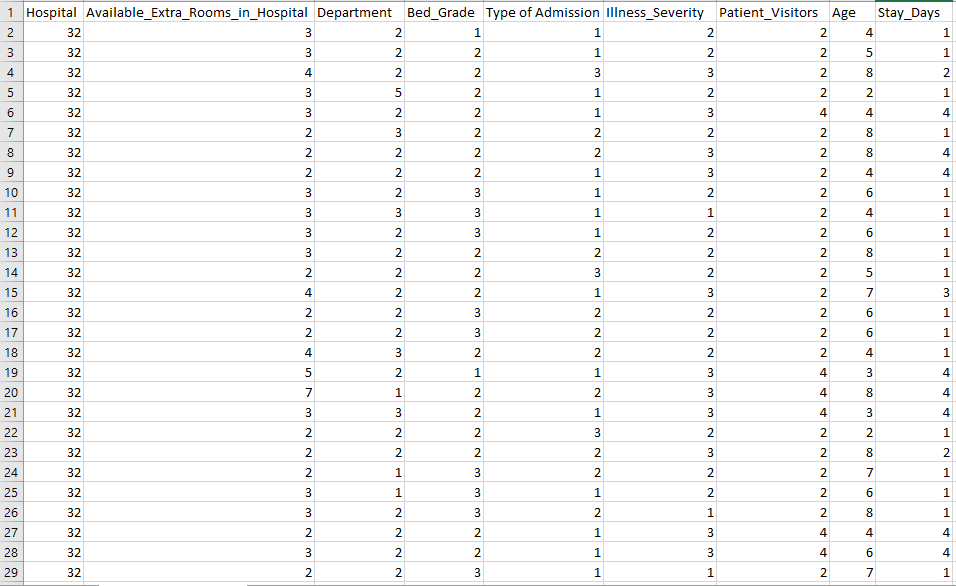 1 Hospital Available_Extra_Rooms_in_Hospital Department Bed_Grade Type of Admission Illness_Severity Patient_Visitors Age Stay_Days
2 32 3 2 1 1 2 2 4 1
3 32 3 2 2 1 2 2 5 1
4 32 4 2 2 3 3 2 8 2
5 32 3 5 2 1 2 2 2 1
6 32 3 2 2 1 3 4 4 4
7 32 2 3 2 2 2 2 8 1
8 32 2 2 2 2 3 2 8 4
9 32 2 2 2 1 3 2 4 4
10 32 3 2 3 1 2 2 6 1
11 32 3 3 3 1 1 2 4 1
12 32 3 2 3 1 2 2 6 1
13 32 3 2 2 2 2 2 8 1
14 32 2 2 2 3 2 2 5 1
15 32 4 2 2 1 3 2 7 3
16 32 2 2 3 2 2 2 6 1
17 32 2 2 3 2 2 2 6 1
18 32 4 3 2 2 2 2 4 1
19 32 5 2 1 1 3 4 3 4
20 32 7 1 2 2 3 4 8 4
21 32 3 3 2 1 3 4 3 4
22 32 2 2 2 3 2 2 2 1
23 32 2 2 2 2 3 2 8 2
24 32 2 1 3 2 2 2 7 1
25 32 3 1 3 1 2 2 6 1
26 32 3 2 3 2 1 2 8 1
27 32 2 2 2 1 3 4 4 4
28 32 3 2 2 1 3 4 6 4
29 32 2 2 3 1 1 2 7 1